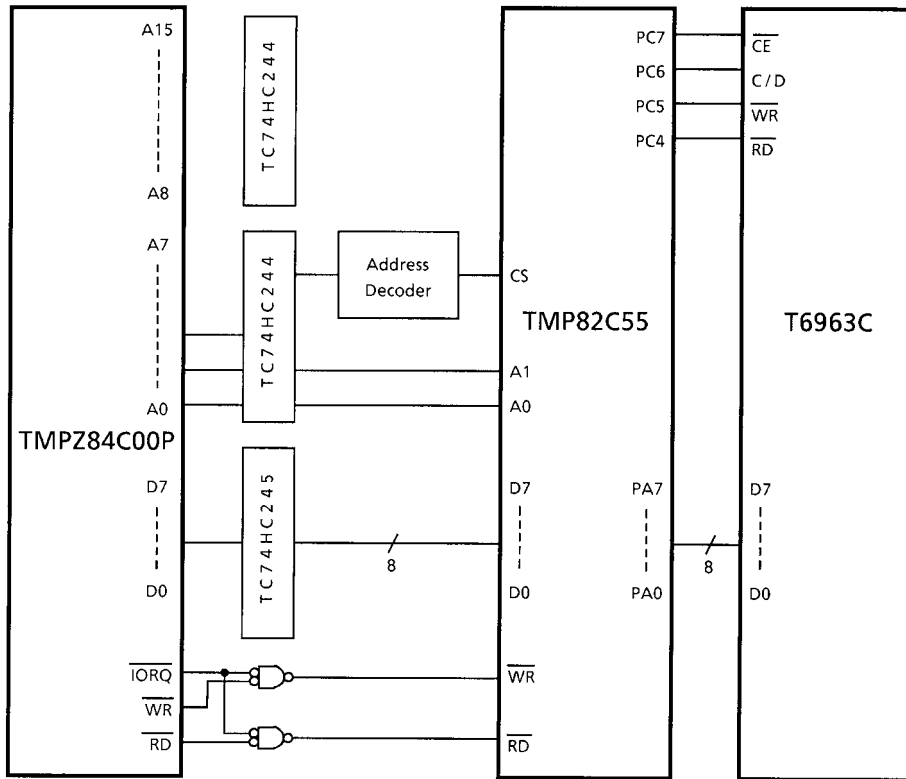 A15
A8
A7
A0
TMPZ84C00P
D7
D0
IORQ
WR
RD
TC74HC244
TC74HC244
TC74HC245
Address
Decoder
8
CS
TMP82C55
A1
A0
D7
D0
WR
RD
PC7
PC6
PC5
PC4
PA7
PA0
8
CE
C/D
WR
RD
T6963C
D7
D0